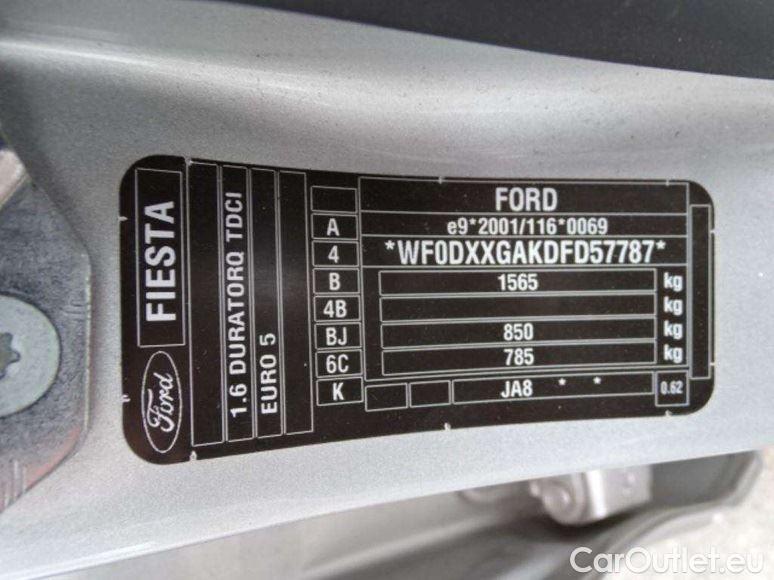 FORD
A e9*2001/116*0069
4 *WF0DXXGAKDFD57787*
B 1565 kg
4B kg
BJ 850 kg
6C 785 kg
K JA8 * * 0.62
Ford FIESTA
1.6 DURATORQ TDCI
EURO 5
CarOutlet.eu